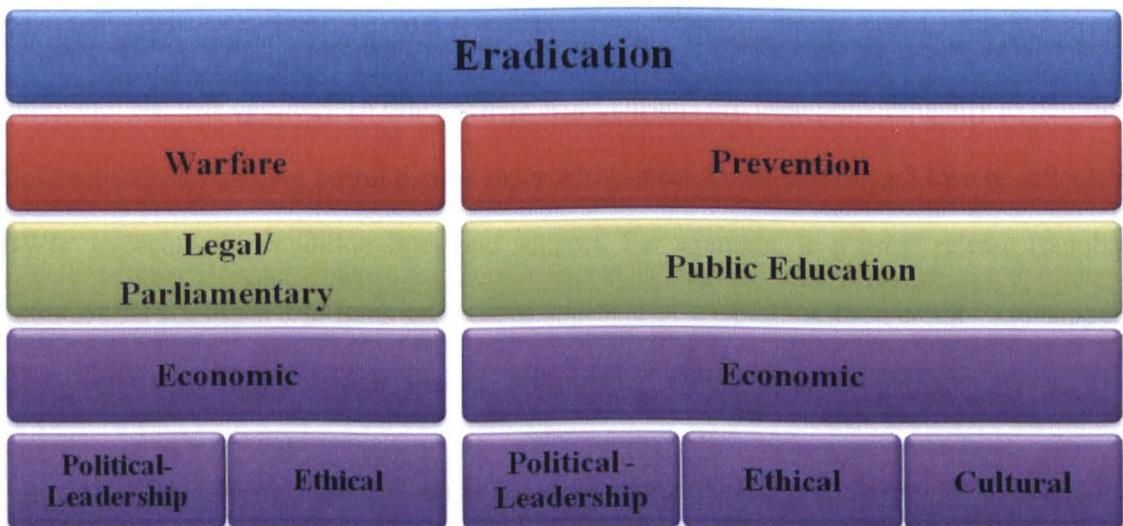 Eradication
Warfare
Prevention
Legal/
Parliamentary
Public Education
Economic
Economic
Political-
Leadership
Ethical
Political -
Leadership
Ethical
Cultural